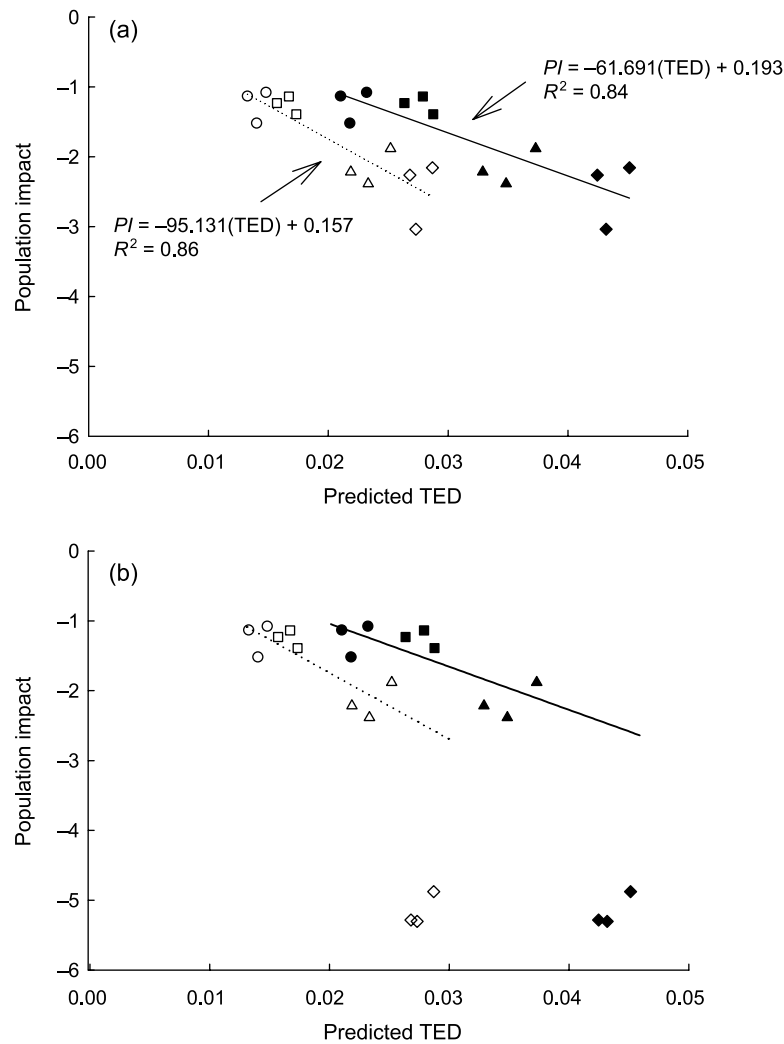 0
(a)
PI = –61.691(TED) + 0.193
R² = 0.84
–1
–2
PI = –95.131(TED) + 0.157
R² = 0.86
–3
–4
–5
–6
Population impact
0.00 0.01 0.02 0.03 0.04 0.05
Predicted TED
0
(b)
–1
–2
–3
–4
–5
–6
Population impact
0.00 0.01 0.02 0.03 0.04 0.05
Predicted TED